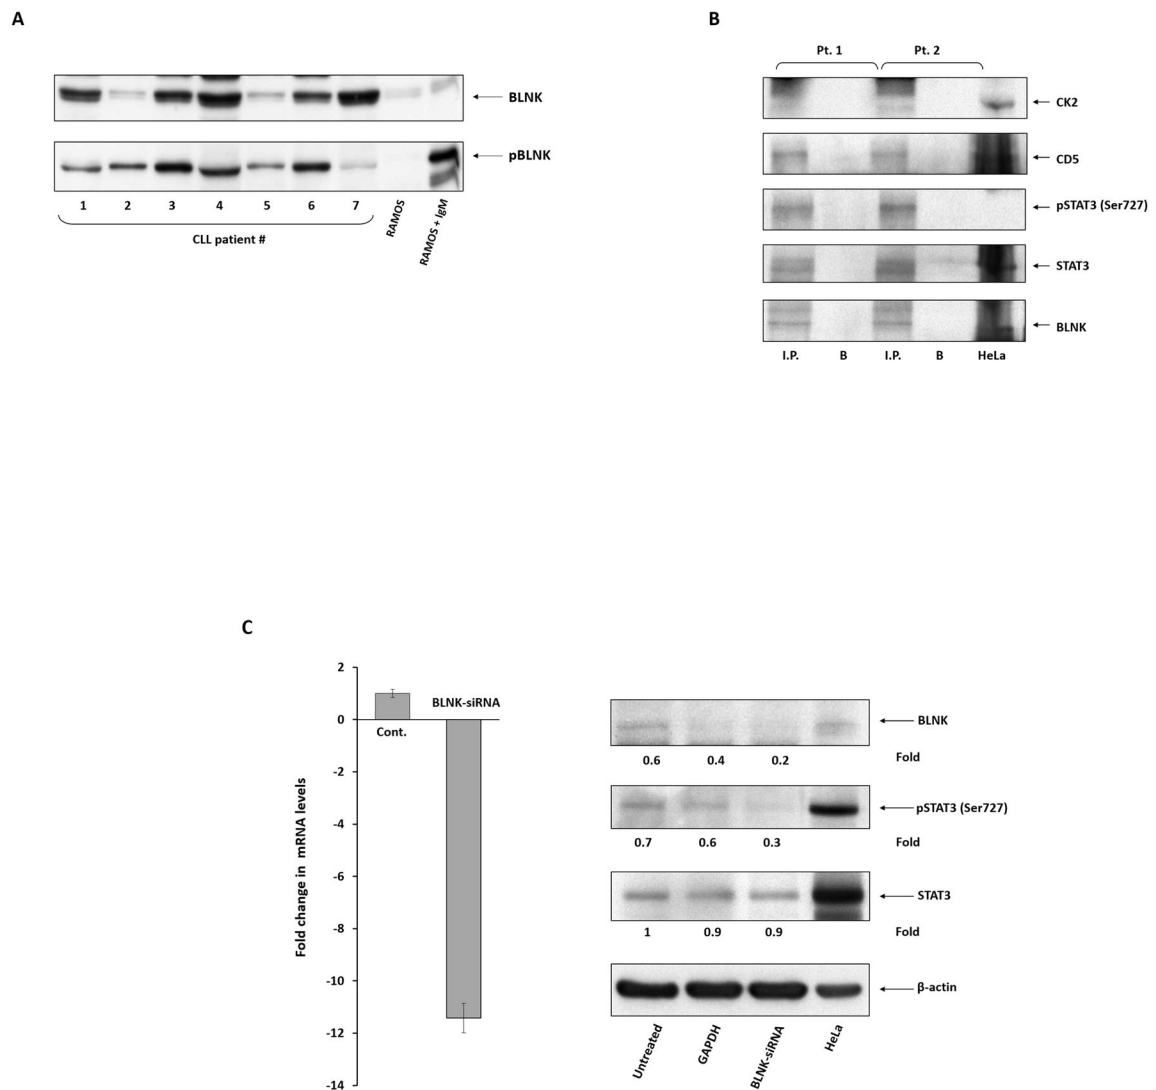 A
BLNK
pBLNK
1 2 3 4 5 6 7
RAMOS
RAMOS + IgM
CLL patient #
B
Pt. 1 Pt. 2
CK2
CD5
pSTAT3 (Ser727)
STAT3
BLNK
I.P. B I.P. B HeLa
C
Fold change in mRNA levels
2
0
-2
-4
-6
-8
-10
-12
-14
BLNK-siRNA
Cont.
BLNK
0.6 0.4 0.2 Fold
pSTAT3 (Ser727)
0.7 0.6 0.3 Fold
STAT3
1 0.9 0.9 Fold
β-actin
Untreated
GAPDH
BLNK-siRNA
HeLa